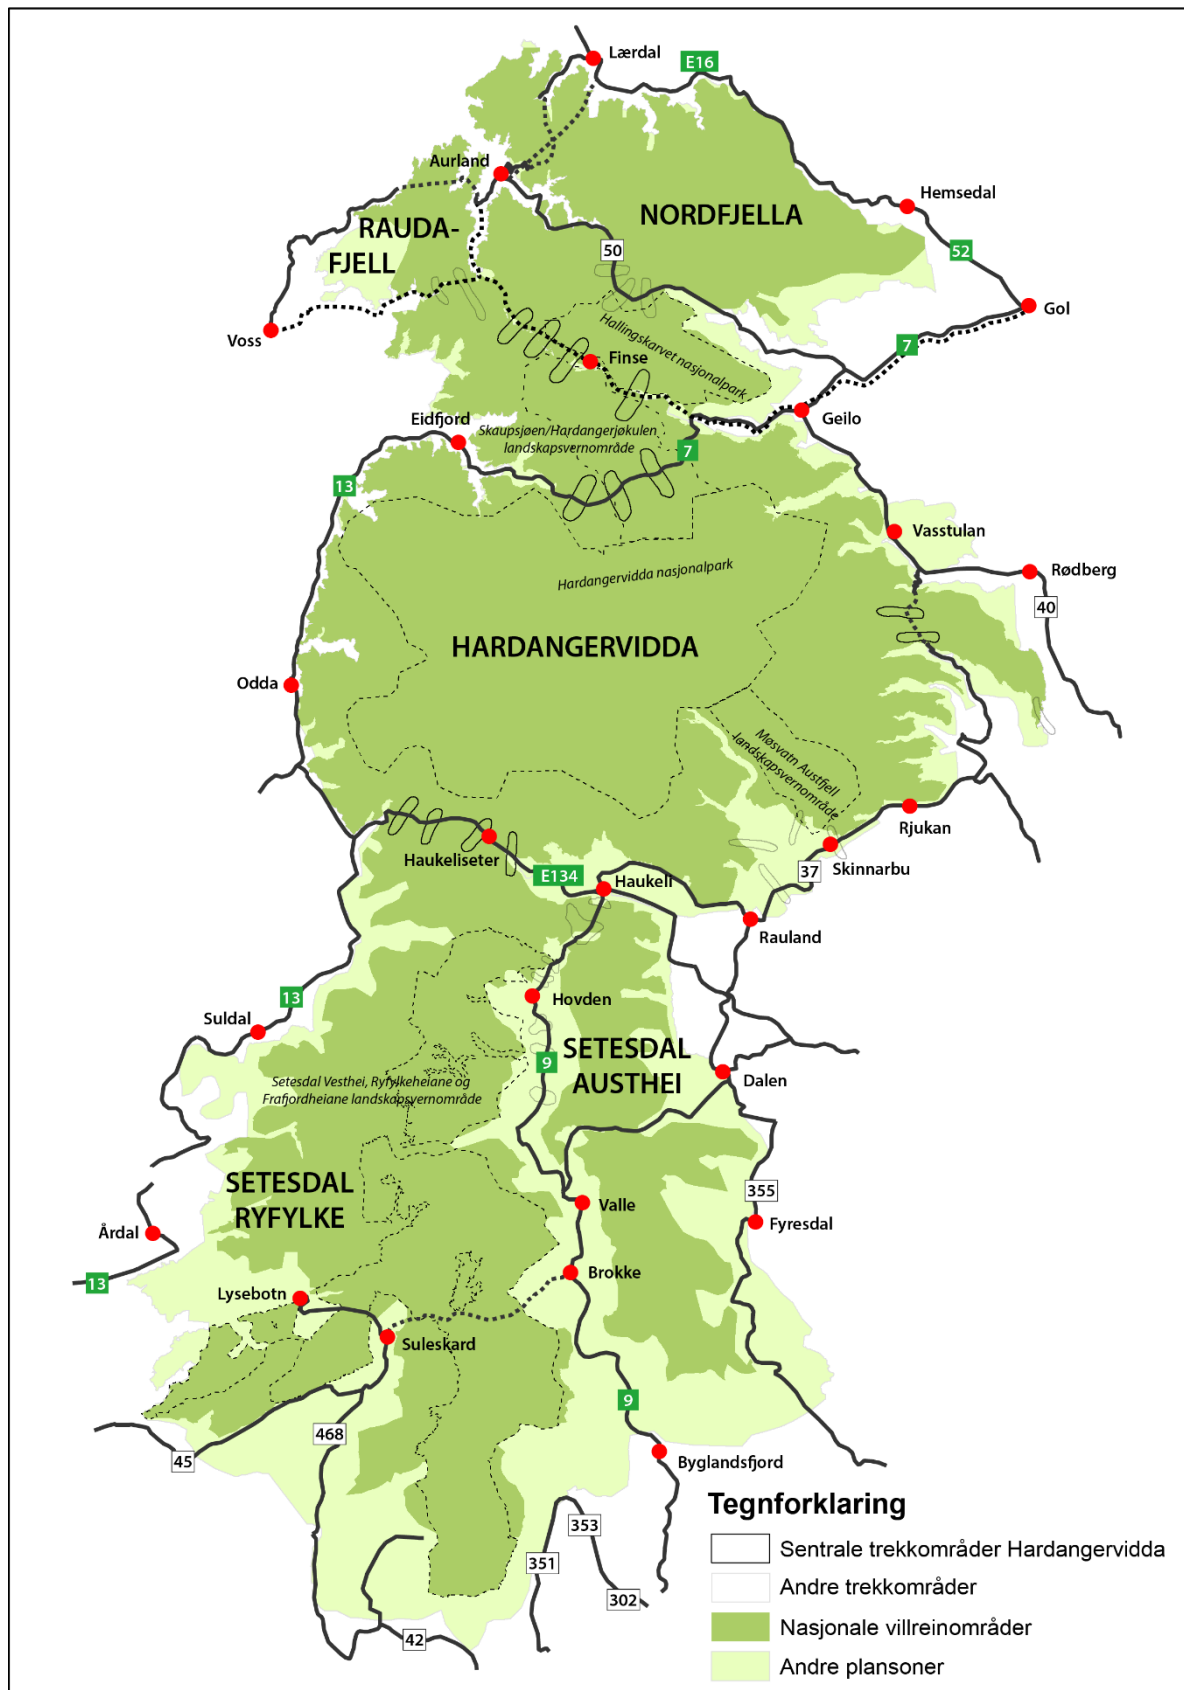 Lærdal
E16
Aurland
Hemsedal
RAUDA-
FJELL
NORDFJELLA
50
52
Gol
Voss
Hallingskarvet nasjonalpark
7
Finse
Geilo
Eidfjord
Skaupsjøen/Hardangerjøkulen
landskapsvernområde
7
13
Vasstulan
Hardangervidda nasjonalpark
Rødberg
40
HARDANGERVIDDA
Odda
Møsvatn Austfjell
landskapsvernområde
Rjukan
Haukeliseter
Skinnarbu
37
E134
Haukeli
Rauland
13
Hovden
Suldal
SETESDAL
AUSTHEI
9
Dalen
Setesdal Vesthei, Ryfylkeheiane og
Frafjordheiane landskapsvernområde
SETESDAL
RYFYLKE
355
Valle
Fyresdal
Årdal
13
Brokke
Lysebotn
Suleskard
9
468
45
Byglandsfjord
353
351
302
42
Tegnforklaring
Sentrale trekkområder Hardangervidda
Andre trekkområder
Nasjonale villreinområder
Andre plansoner